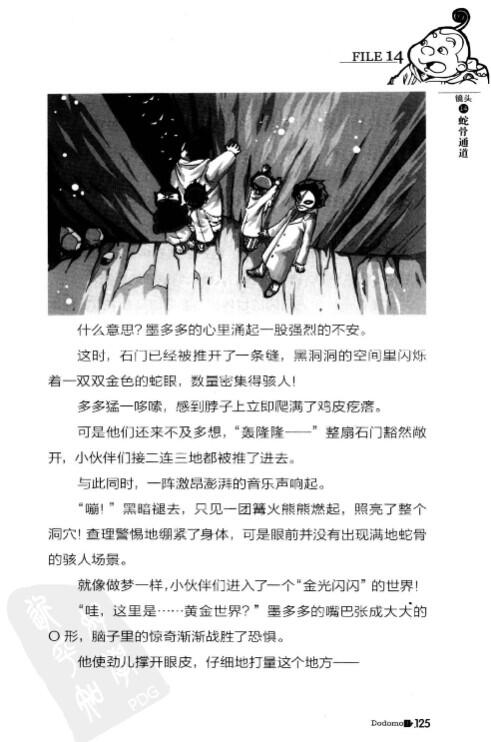 FILE 14
镜头
14
蛇骨通道
什么意思？墨多多的心里涌起一股强烈的不安。
这时，石门已经被推开了一条缝，黑洞洞的空间里闪烁
着一双双金色的蛇眼，数量密集得骇人！
多多猛一哆嗦，感到脖子上立即爬满了鸡皮疙瘩。
可是他们还来不及多想，“轰隆隆——”整扇石门豁然敞
开，小伙伴们接二连三地都被推了进去。
与此同时，一阵激昂澎湃的音乐声响起。
“嘣！”黑暗褪去，只见一团篝火熊熊燃起，照亮了整个
洞穴！查理警惕地绷紧了身体，可是眼前并没有出现满地蛇骨
的骇人场景。
就像做梦一样，小伙伴们进入了一个“金光闪闪”的世界！
“哇，这里是……黄金世界？”墨多多的嘴巴张成大大的
O形，脑子里的惊奇渐渐战胜了恐惧。
他使劲儿撑开眼皮，仔细地打量这个地方——
PDG
Dodomo
125